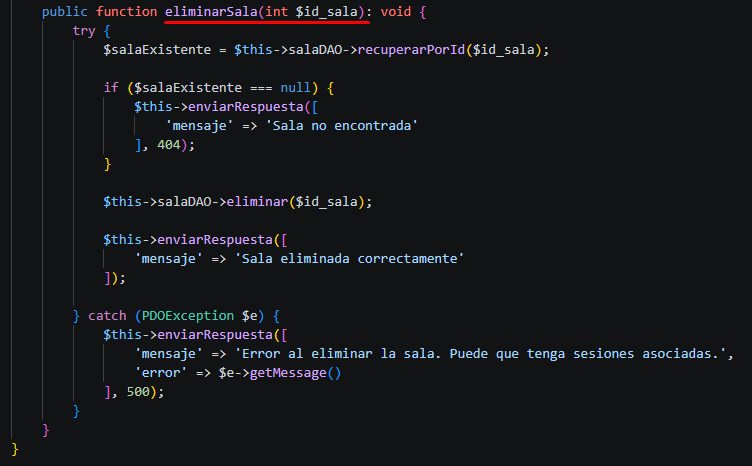 public function eliminarSala(int $id_sala): void {
try {
$salaExistente = $this->salaDAO->recuperarPorId($id_sala);
if ($salaExistente === null) {
$this->enviarRespuesta([
'mensaje' => 'Sala no encontrada'
], 404);
}
$this->salaDAO->eliminar($id_sala);
$this->enviarRespuesta([
'mensaje' => 'Sala eliminada correctamente'
]);
} catch (PDOException $e) {
$this->enviarRespuesta([
'mensaje' => 'Error al eliminar la sala. Puede que tenga sesiones asociadas.',
'error' => $e->getMessage()
], 500);
}
}
}